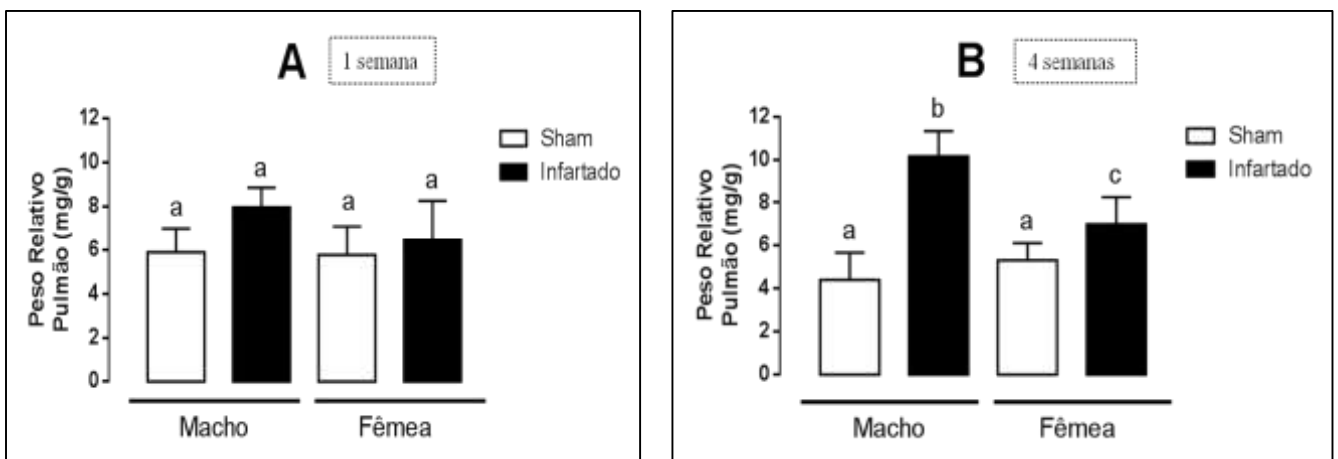 A
1 semana
Peso Relativo
Pulmão (mg/g)
12
10
8
6
4
2
0
a
a
a
a
Sham
Infartado
Macho
Fêmea
B
4 semanas
Peso Relativo
Pulmão (mg/g)
12
10
8
6
4
2
0
a
b
a
c
Sham
Infartado
Macho
Fêmea